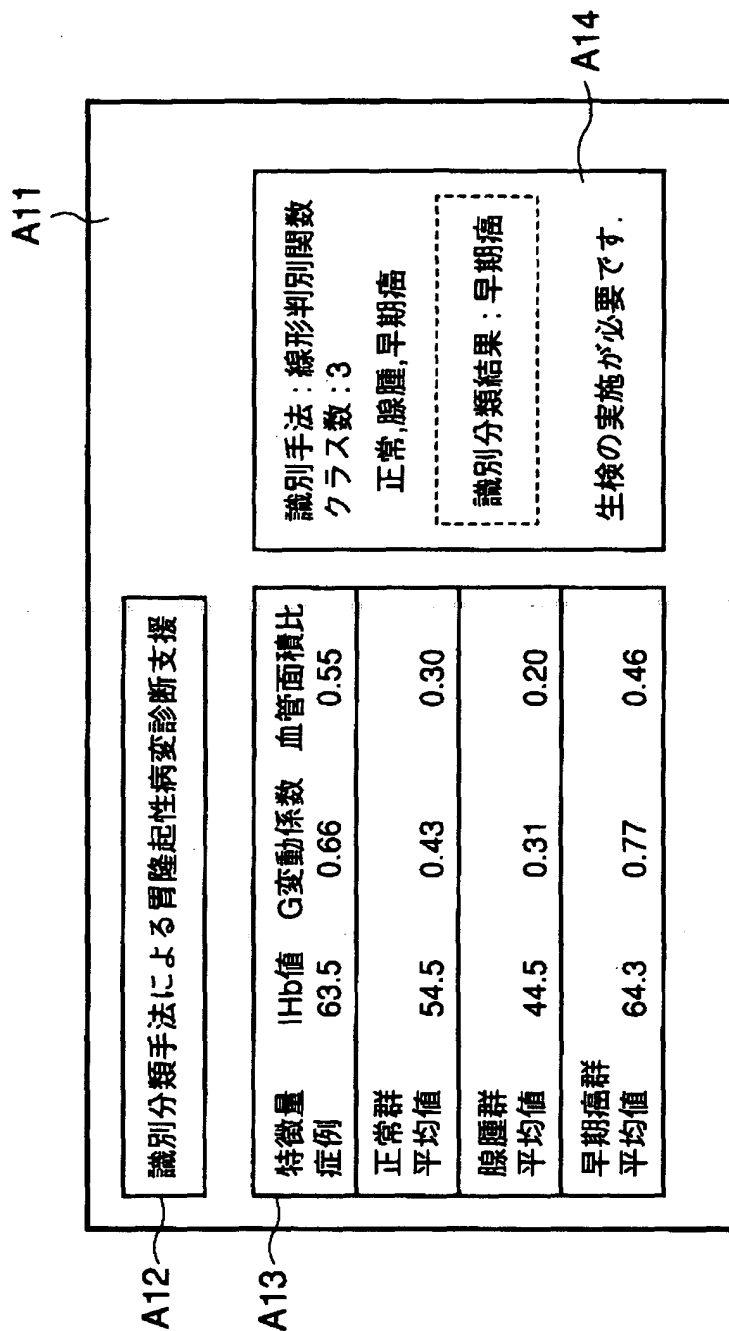 A11
A12
識別分類手法による胃隆起性病変診断支援
A13
特徴量 IHb値 G変動係数 血管面積比
症例 63.5 0.66 0.55
正常群
平均値 54.5 0.43 0.30
腺腫群
平均値 44.5 0.31 0.20
早期癌群
平均値 64.3 0.77 0.46
識別手法：線形判別関数
クラス数：3
正常,腺腫,早期癌
識別分類結果：早期癌
生検の実施が必要です.
A14